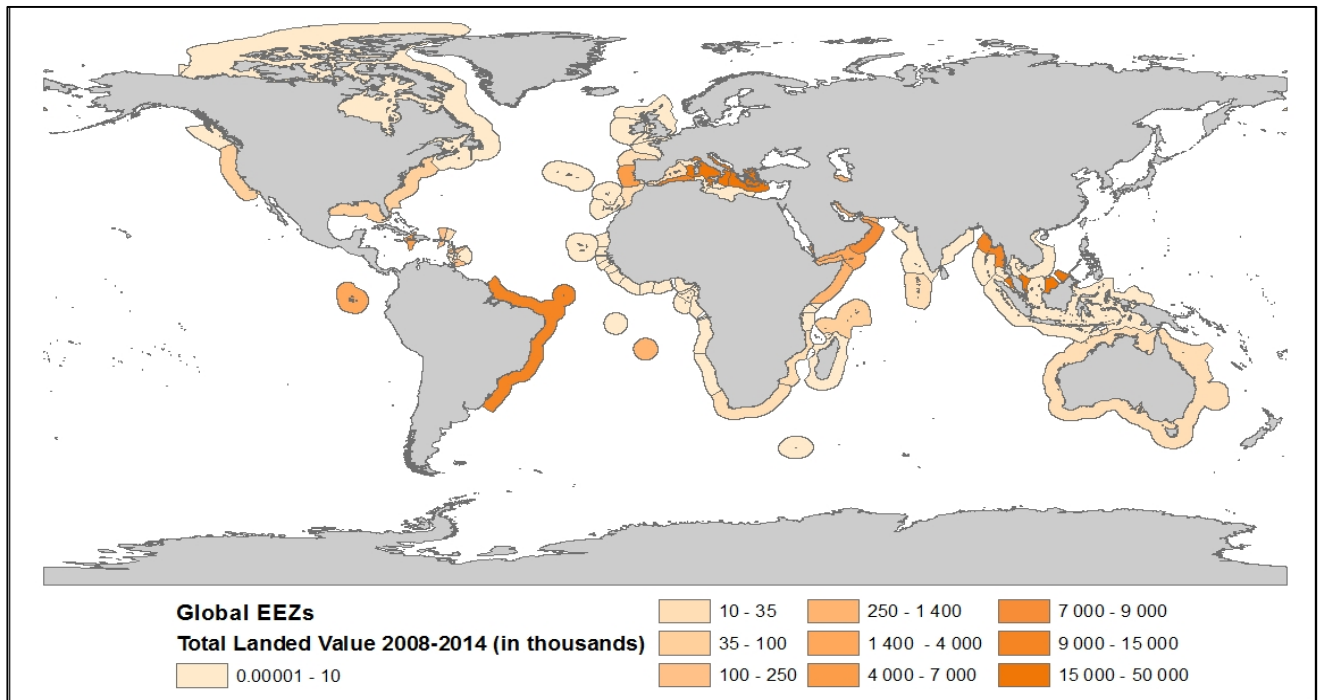 Global EEZs
Total Landed Value 2008-2014 (in thousands)
0.00001 - 10
10 - 35
35 - 100
100 - 250
250 - 1 400
1 400 - 4 000
4 000 - 7 000
7 000 - 9 000
9 000 - 15 000
15 000 - 50 000